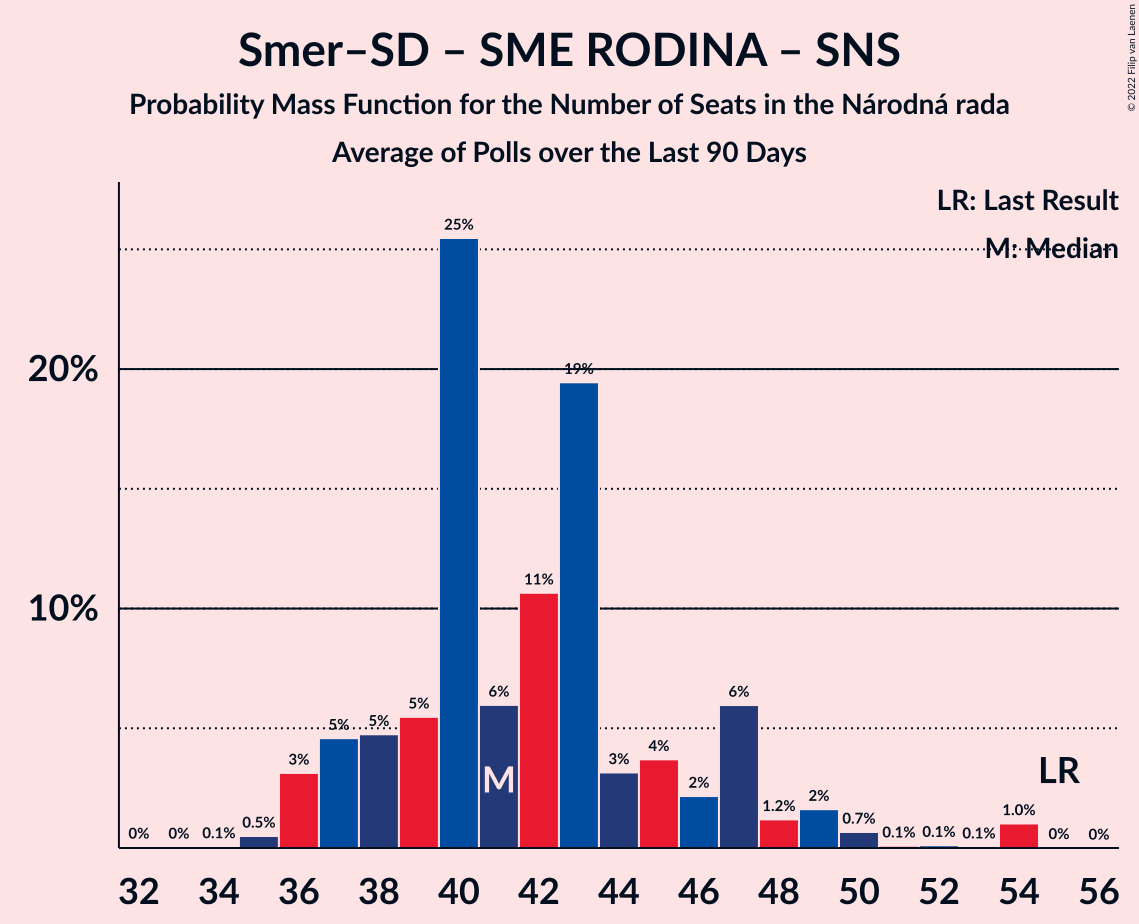 Smer–SD – SME RODINA – SNS
Probability Mass Function for the Number of Seats in the Národná rada
Average of Polls over the Last 90 Days
© 2022 Filip van Laenen
LR: Last Result
M: Median
20%
10%
0% 0% 0.1% 0.5% 3% 5% 5% 5% 25% 6% 11% 19% 3% 4% 2% 6% 1.2% 2% 0.7% 0.1% 0.1% 0.1% 1.0% 0% 0%
M
LR
32 34 36 38 40 42 44 46 48 50 52 54 56